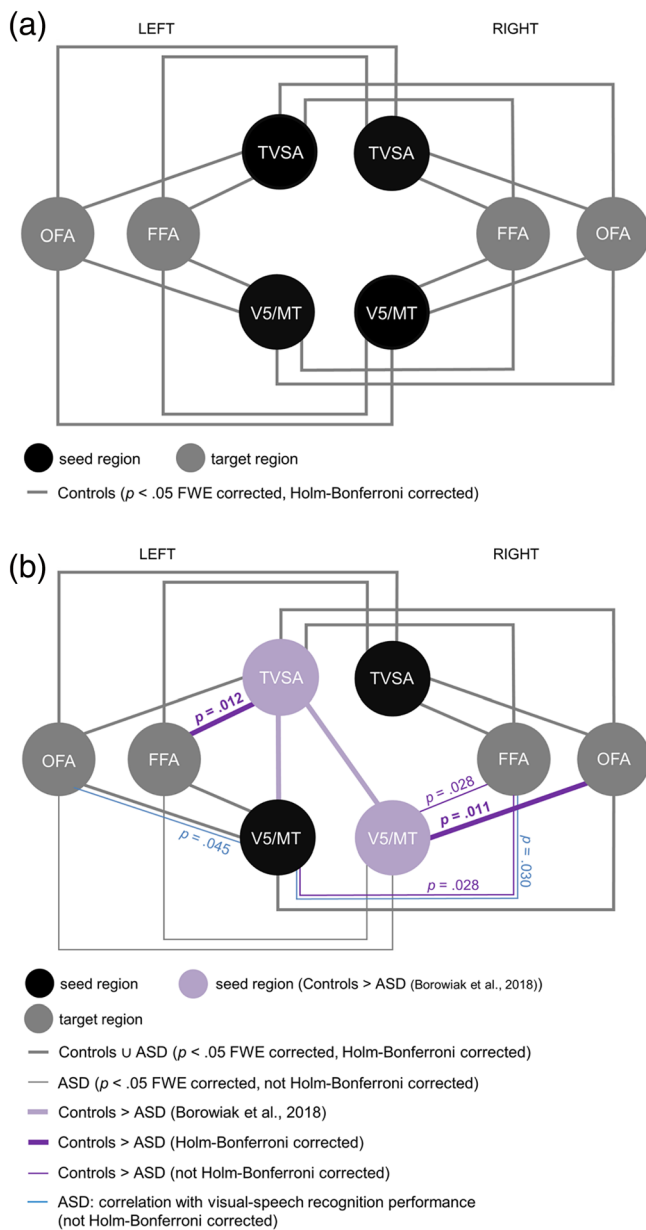 (a)
LEFT RIGHT
TVSA TVSA
OFA FFA FFA OFA
V5/MT V5/MT
seed region target region
Controls (p < .05 FWE corrected, Holm-Bonferroni corrected)
(b)
LEFT RIGHT
TVSA TVSA
p = .012
OFA FFA FFA OFA
p = .028
p = .011
p = .045
V5/MT V5/MT
p = .030
p = .028
seed region seed region (Controls > ASD (Borowiak et al., 2018))
target region
Controls ∪ ASD (p < .05 FWE corrected, Holm-Bonferroni corrected)
ASD (p < .05 FWE corrected, not Holm-Bonferroni corrected)
Controls > ASD (Borowiak et al., 2018)
Controls > ASD (Holm-Bonferroni corrected)
Controls > ASD (not Holm-Bonferroni corrected)
ASD: correlation with visual-speech recognition performance
(not Holm-Bonferroni corrected)